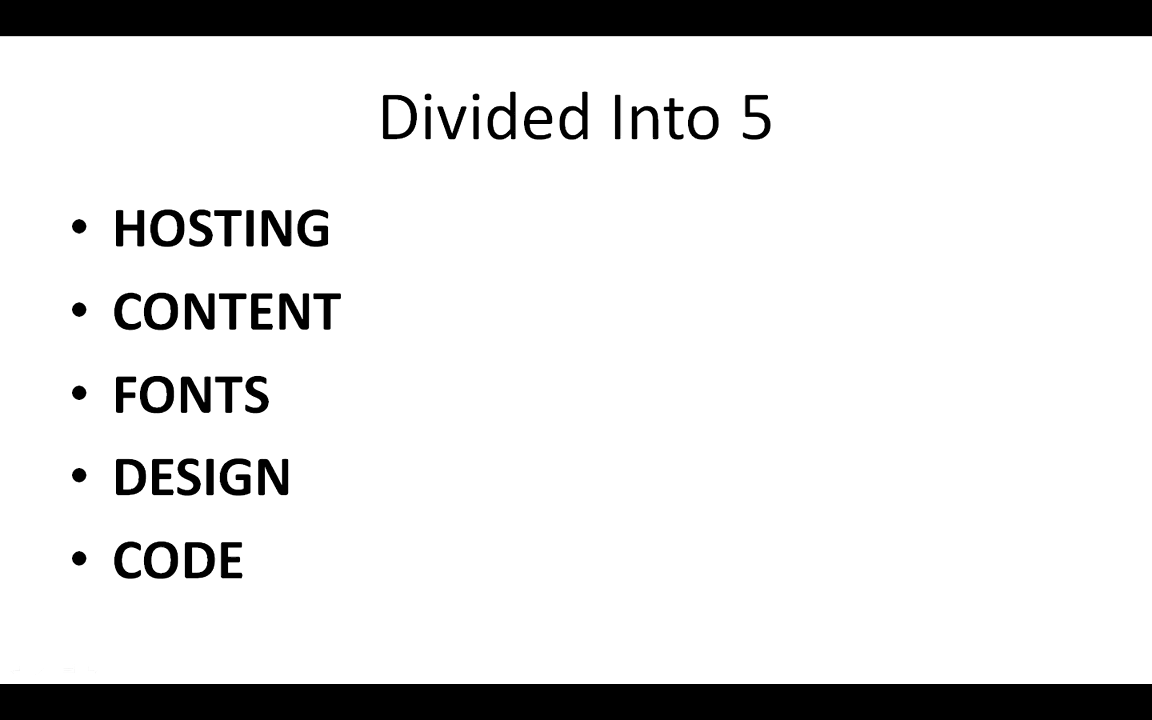 Divided Into 5
• HOSTING
• CONTENT
• FONTS
• DESIGN
• CODE